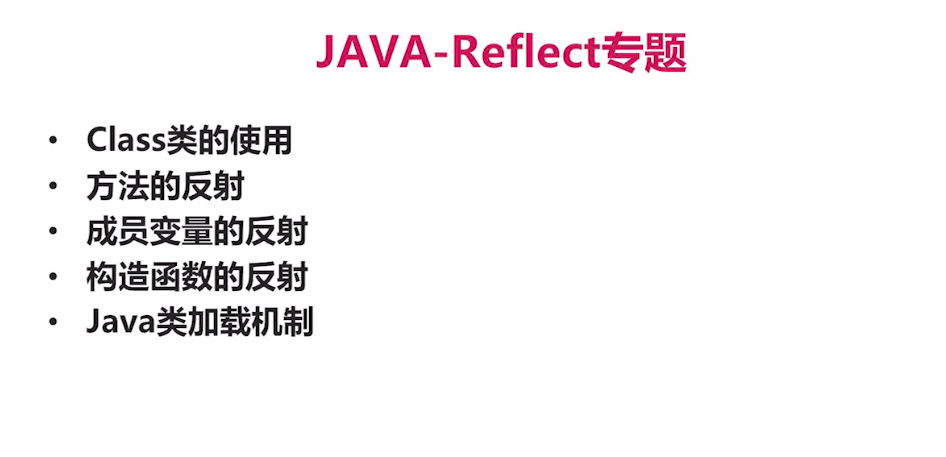 JAVA-Reflect专题
• Class类的使用
• 方法的反射
• 成员变量的反射
• 构造函数的反射
• Java类加载机制